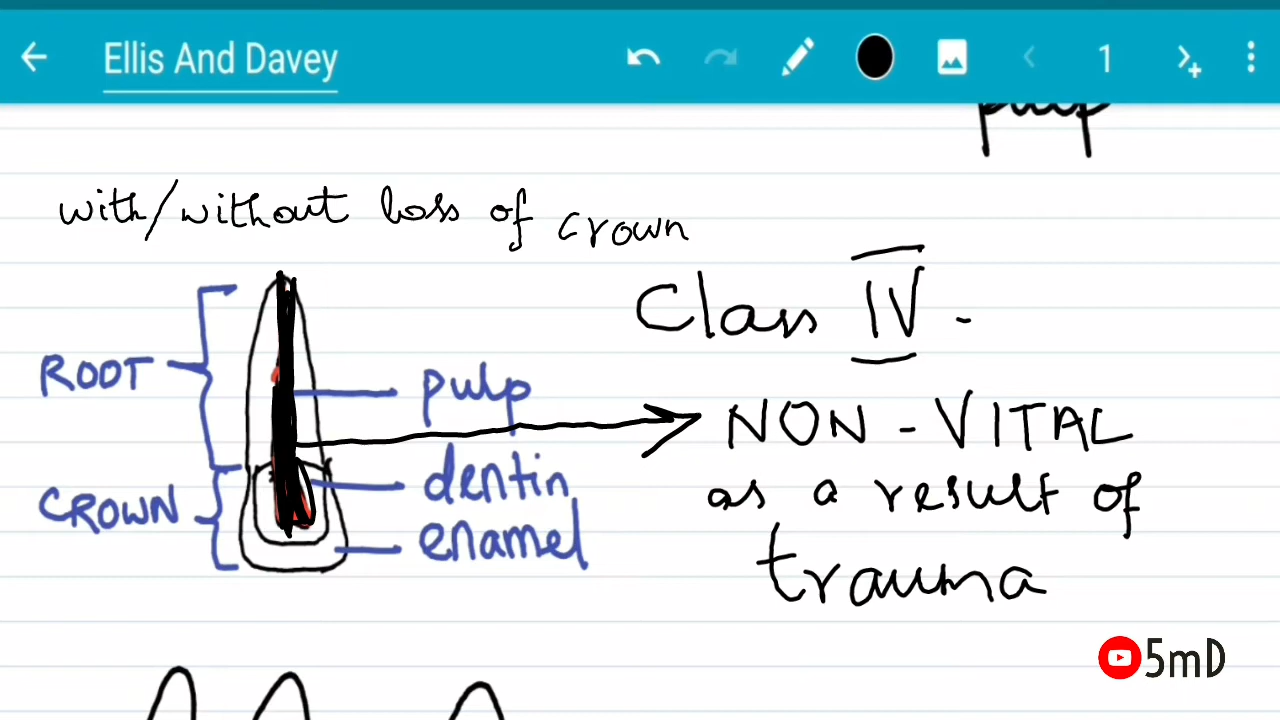 Ellis And Davey
1
pulp
with/without loss of crown
Class IV -
ROOT
pulp
NON - VITAL
dentin
as a result of
CROWN
enamel
trauma
5mD